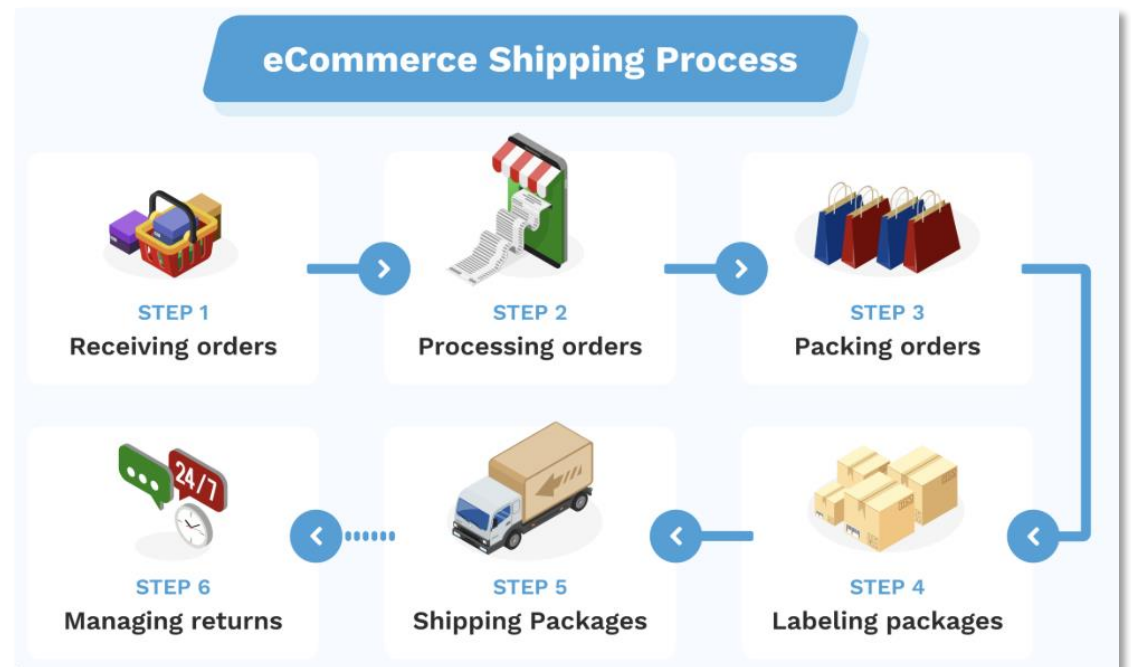 eCommerce Shipping Process
STEP 1
Receiving orders
STEP 2
Processing orders
STEP 3
Packing orders
STEP 4
Labeling packages
STEP 5
Shipping Packages
STEP 6
Managing returns
24/7